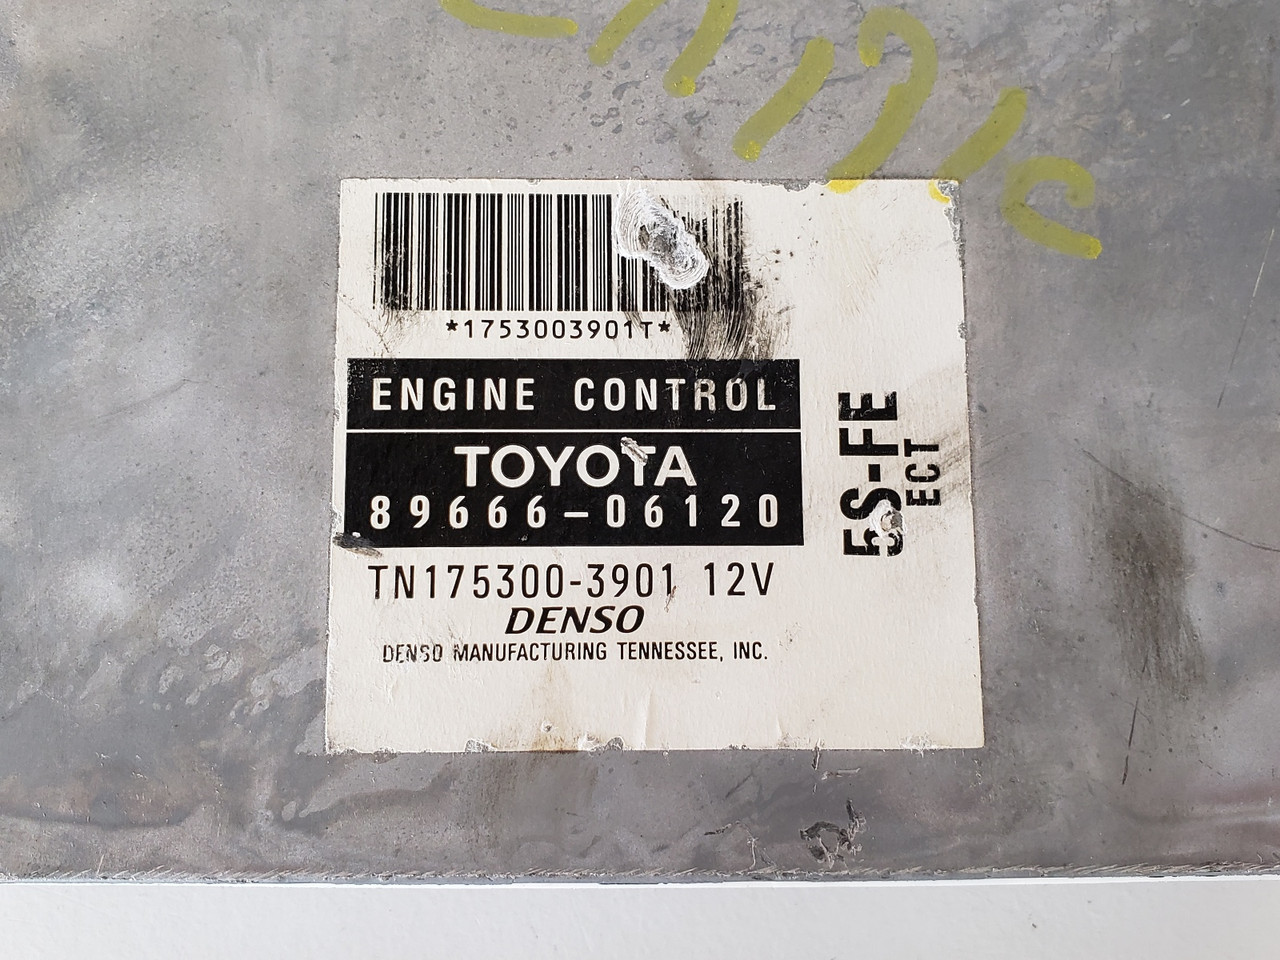 *1753003901T*
ENGINE CONTROL
TOYOTA
89666-06120
TN175300-3901 12V
DENSO
DENSO MANUFACTURING TENNESSEE, INC.
5S-FE
ECT